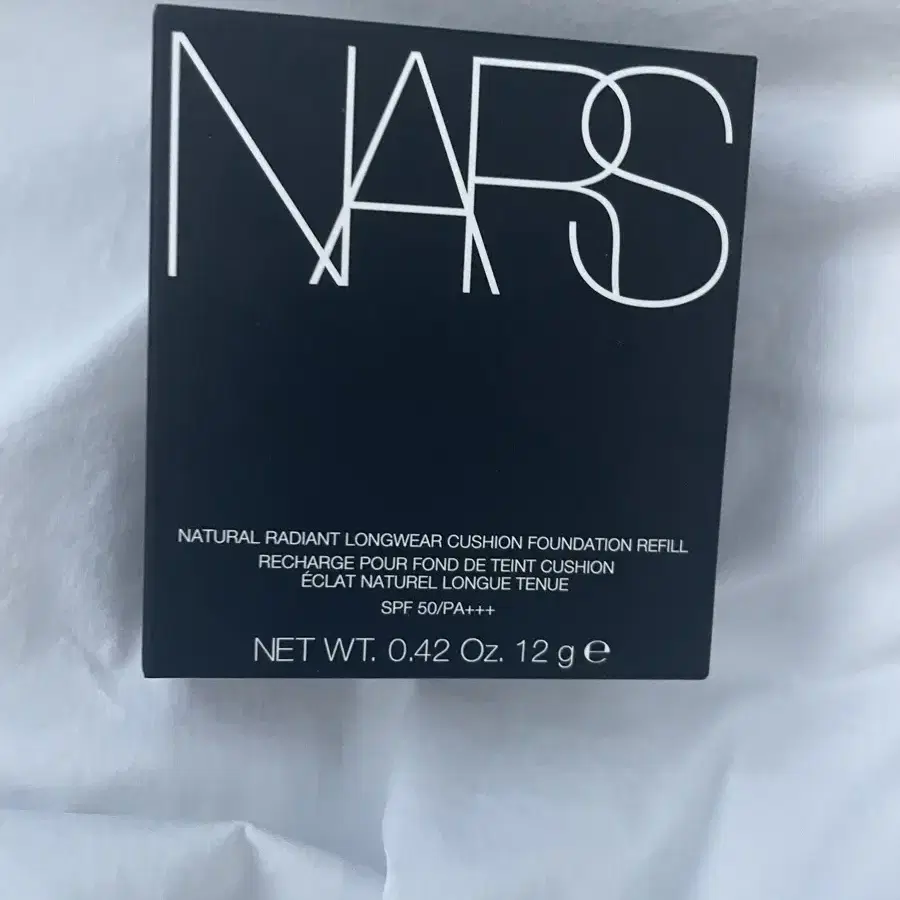 NARS
NATURAL RADIANT LONGWEAR CUSHION FOUNDATION REFILL
RECHARGE POUR FOND DE TEINT CUSHION
ÉCLAT NATUREL LONGUE TENUE
SPF 50/PA+++
NET WT. 0.42 Oz. 12 g ℮